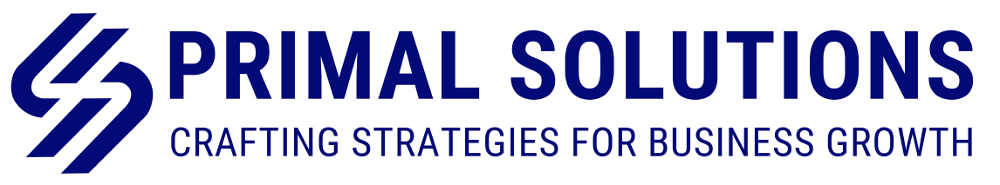 PRIMAL SOLUTIONS
CRAFTING STRATEGIES FOR BUSINESS GROWTH